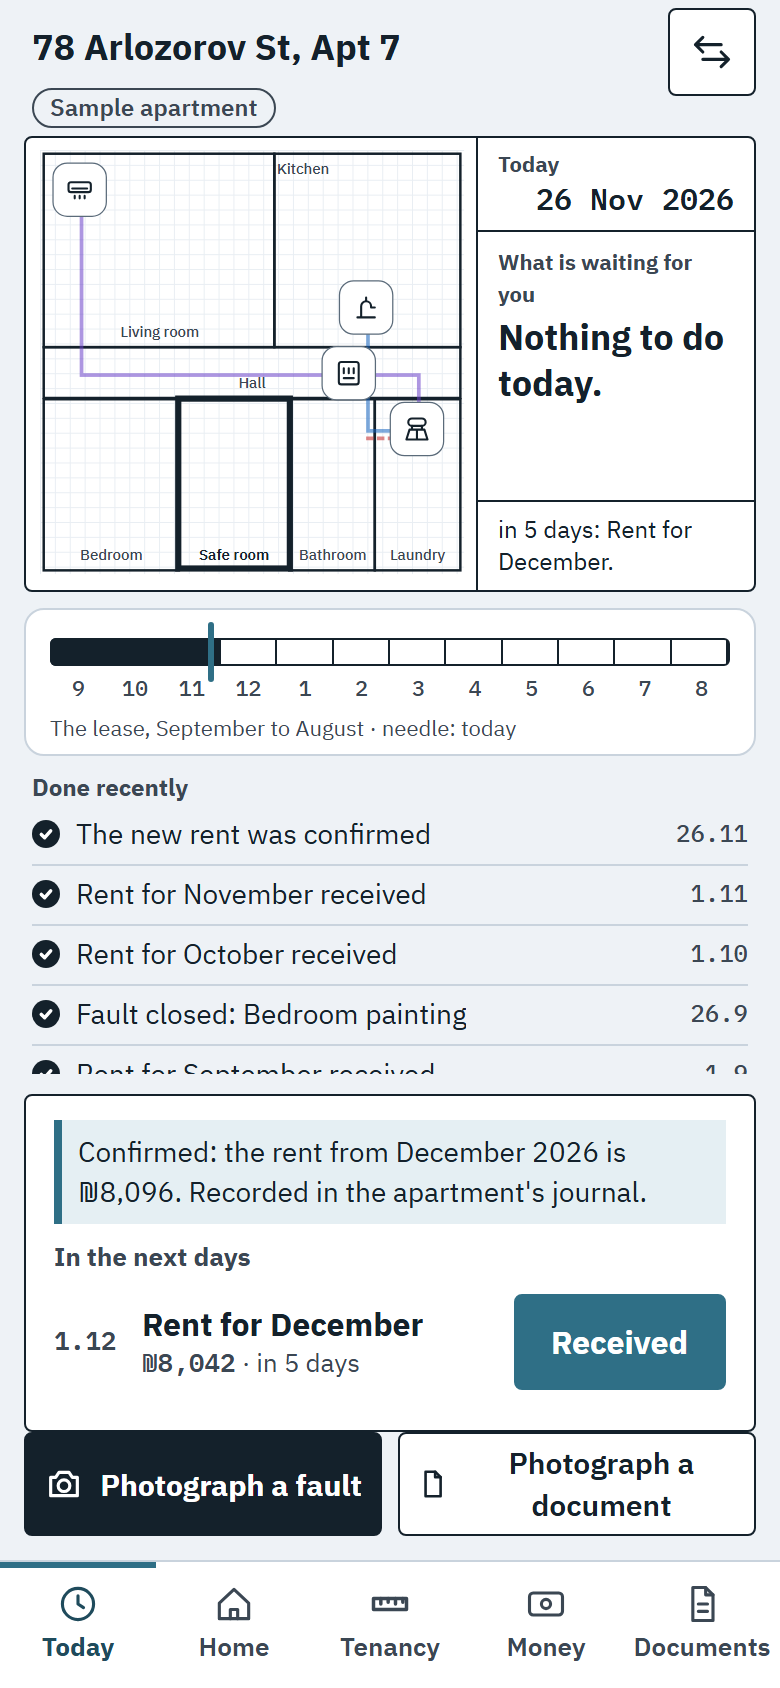 78 Arlozorov St, Apt 7
Sample apartment
Kitchen
Living room
Hall
Bedroom
Safe room
Bathroom
Laundry
Today
26 Nov 2026
What is waiting for
you
Nothing to do
today.
in 5 days: Rent for
December.
9 10 11 12 1 2 3 4 5 6 7 8
The lease, September to August · needle: today
Done recently
The new rent was confirmed 26.11
Rent for November received 1.11
Rent for October received 1.10
Fault closed: Bedroom painting 26.9
Rent for September received 1.9
Confirmed: the rent from December 2026 is
₪8,096. Recorded in the apartment's journal.
In the next days
1.12
Rent for December
₪8,042 · in 5 days
Received
Photograph a fault
Photograph a
document
Today
Home
Tenancy
Money
Documents